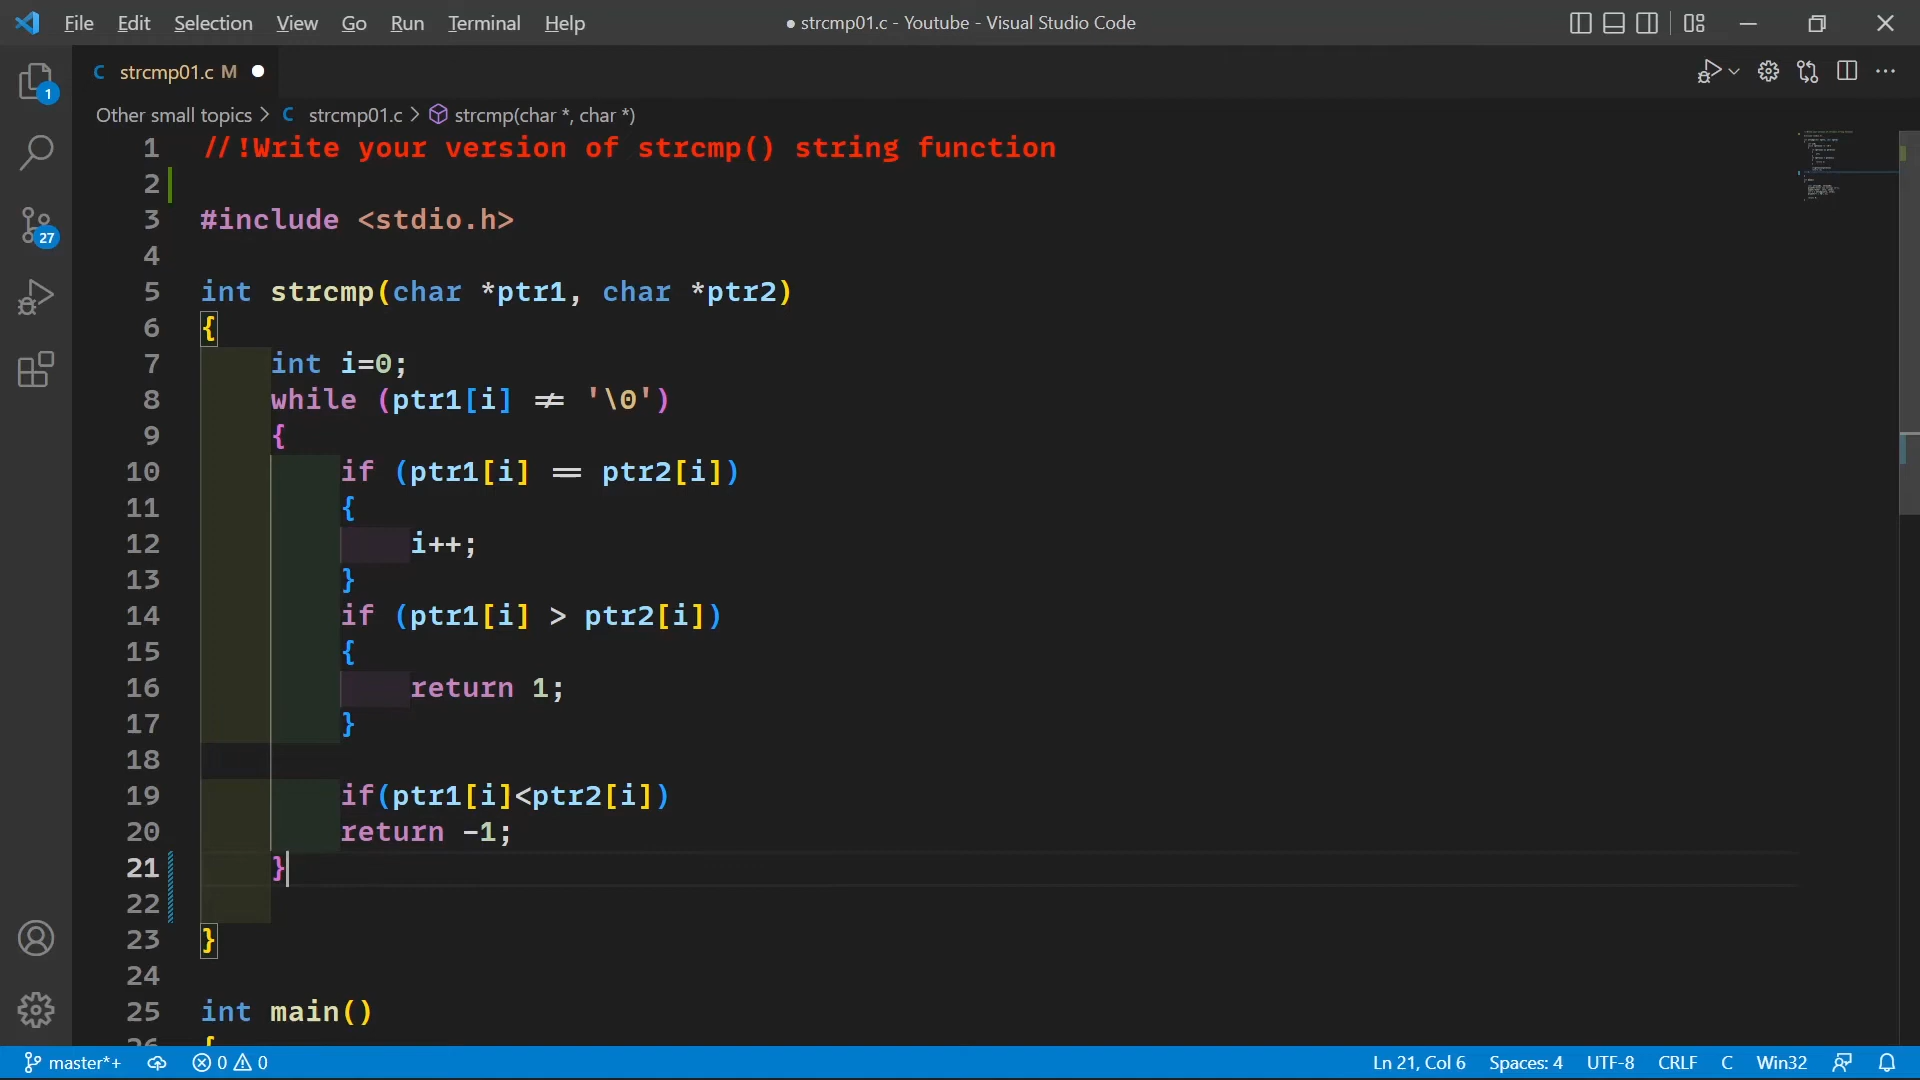 File Edit Selection View Go Run Terminal Help ● strcmp01.c - Youtube - Visual Studio Code
C strcmp01.c M
1
Other small topics > C strcmp01.c > strcmp(char *, char *)
1 //!Write your version of strcmp() string function
2
27
3 #include <stdio.h>
4
5 int strcmp(char *ptr1, char *ptr2)
6 {
7 int i=0;
8 while (ptr1[i] != '\0')
9 {
10 if (ptr1[i] == ptr2[i])
11 {
12 i++;
13 }
14 if (ptr1[i] > ptr2[i])
15 {
16 return 1;
17 }
18
19 if(ptr1[i]<ptr2[i])
20 return -1;
21 }
22
23 }
24
25 int main()
26 {
master*+ 0 0 Ln 21, Col 6 Spaces: 4 UTF-8 CRLF C Win32